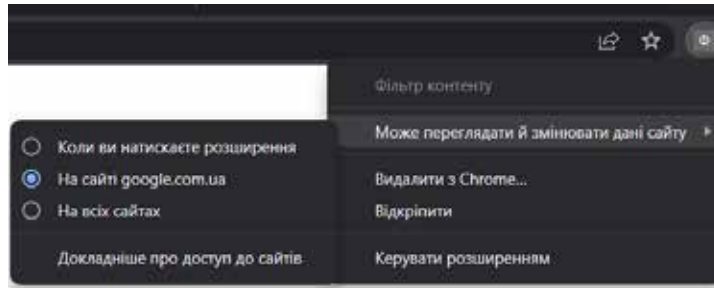 Фільтр контенту
Може переглядати й змінювати дані сайту
Коли ви натискаєте розширення
На сайті google.com.ua
На всіх сайтах
Докладніше про доступ до сайтів
Видалити з Chrome...
Відкріпити
Керувати розширенням